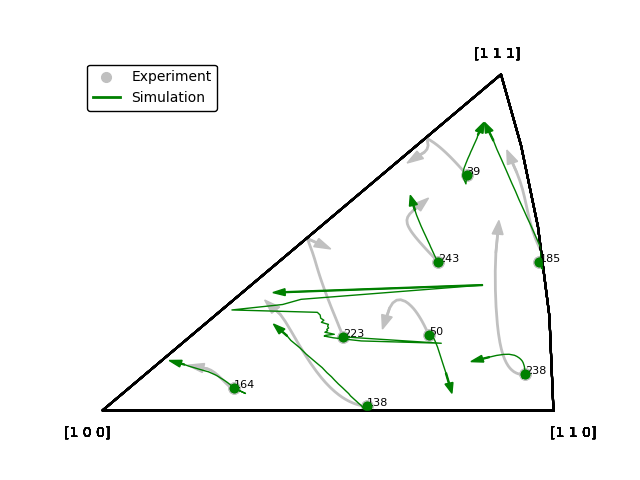 [1 1 1]
Experiment
Simulation
39
243
185
223
50
238
164
138
[1 0 0]
[1 1 0]